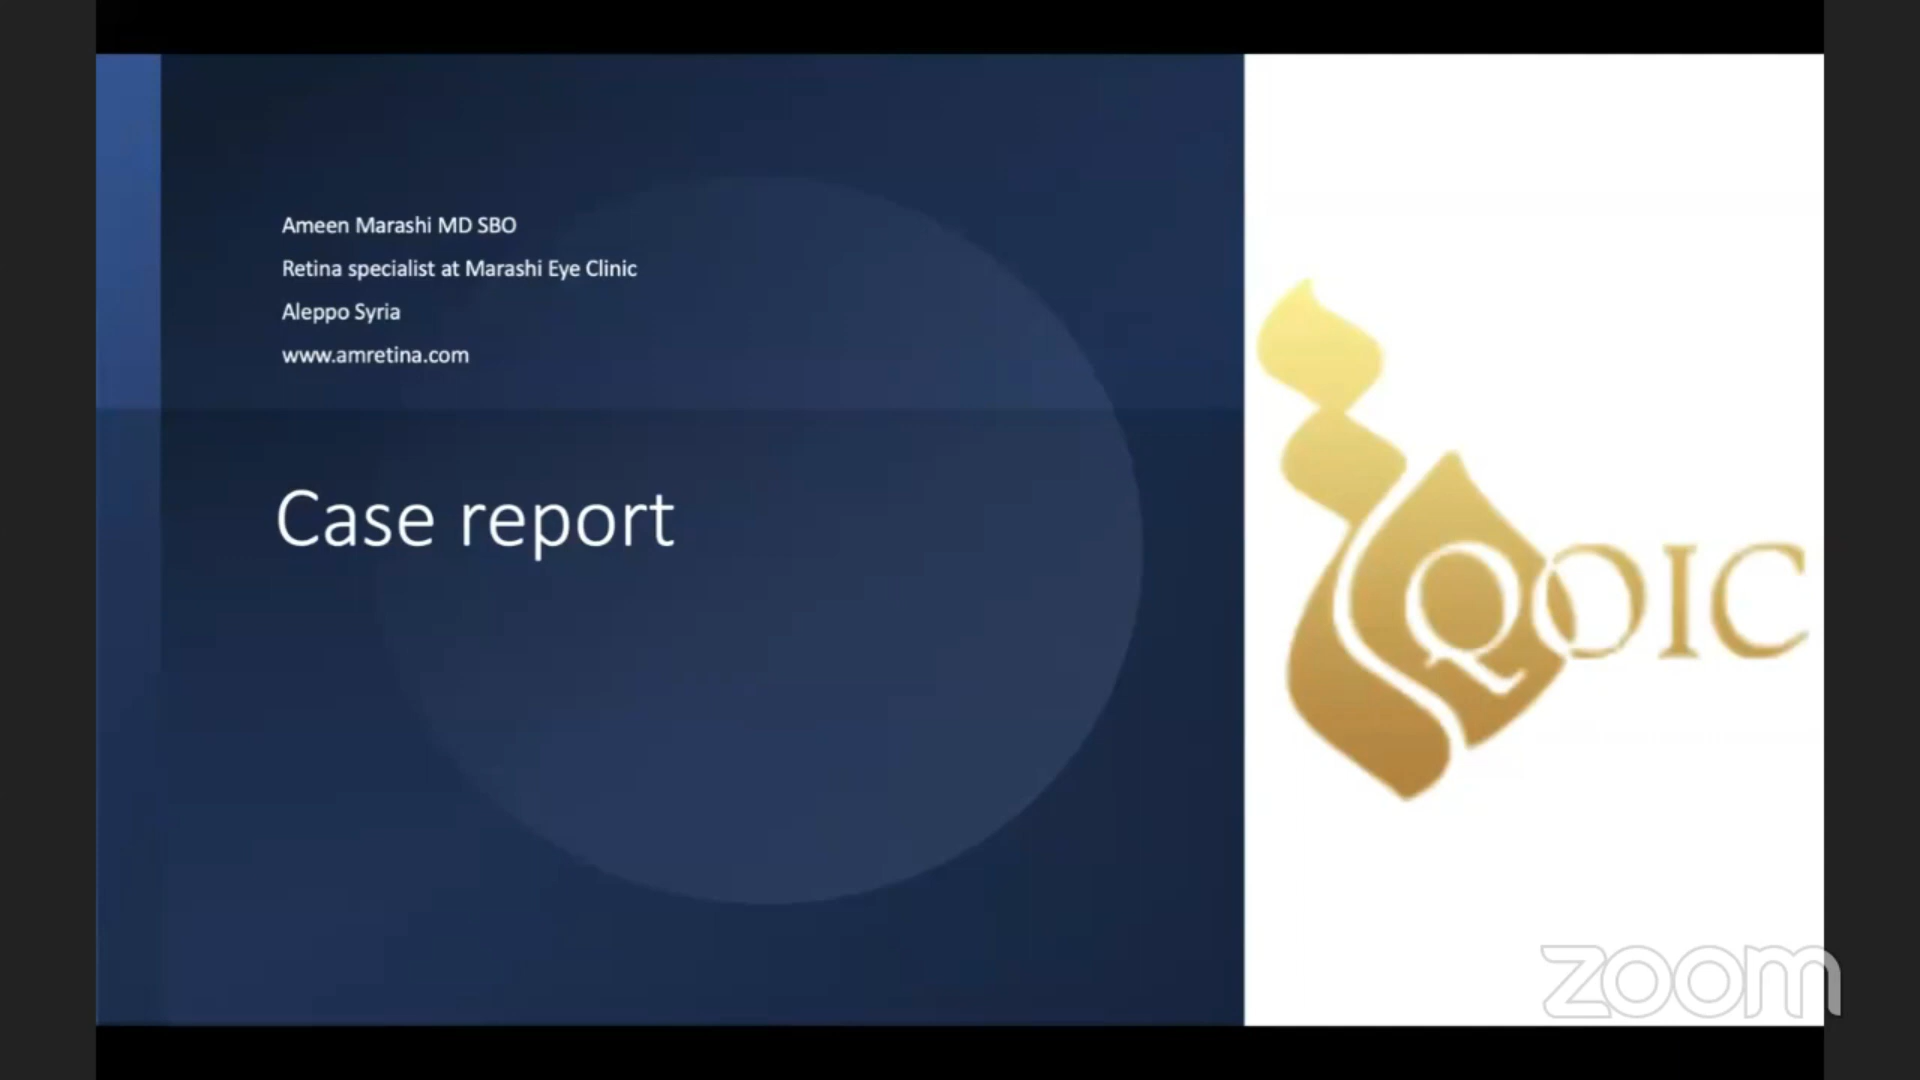 Ameen Marashi MD SBO
Retina specialist at Marashi Eye Clinic
Aleppo Syria
www.amretina.com
Case report
QOIC
zoom